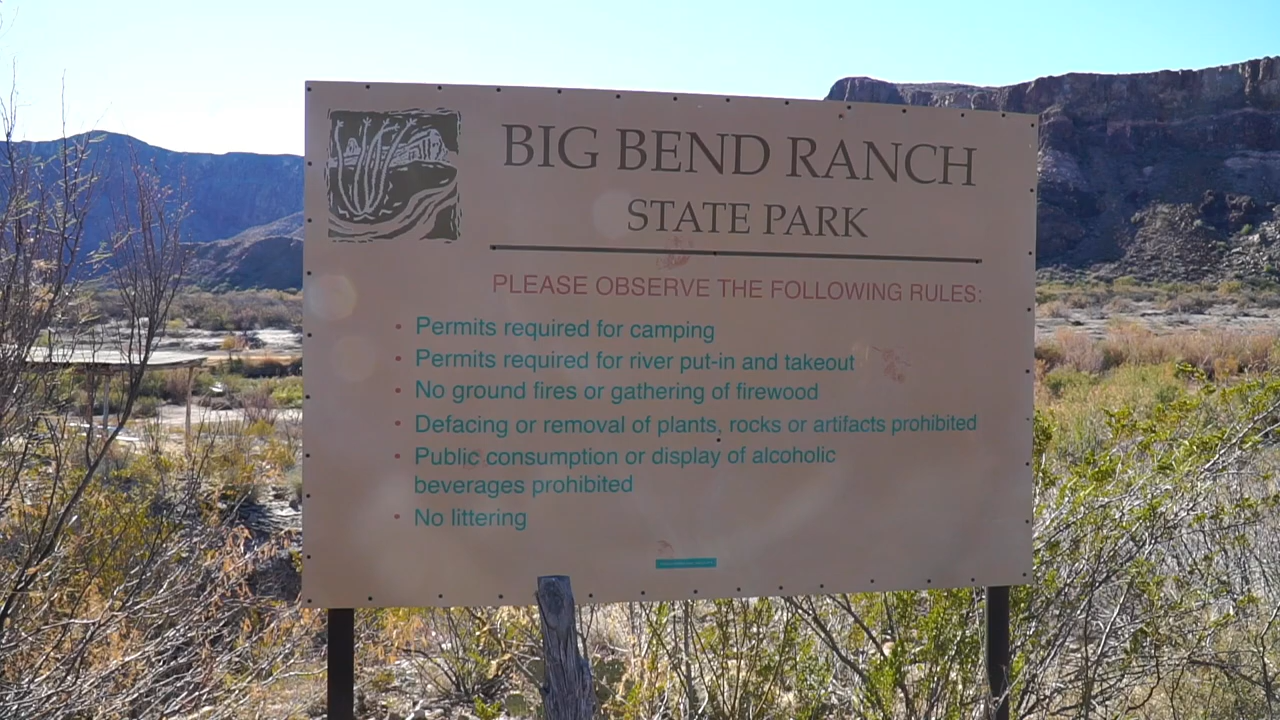 BIG BEND RANCH
STATE PARK
PLEASE OBSERVE THE FOLLOWING RULES:
• Permits required for camping
• Permits required for river put-in and takeout
• No ground fires or gathering of firewood
• Defacing or removal of plants, rocks or artifacts prohibited
• Public consumption or display of alcoholic
beverages prohibited
• No littering